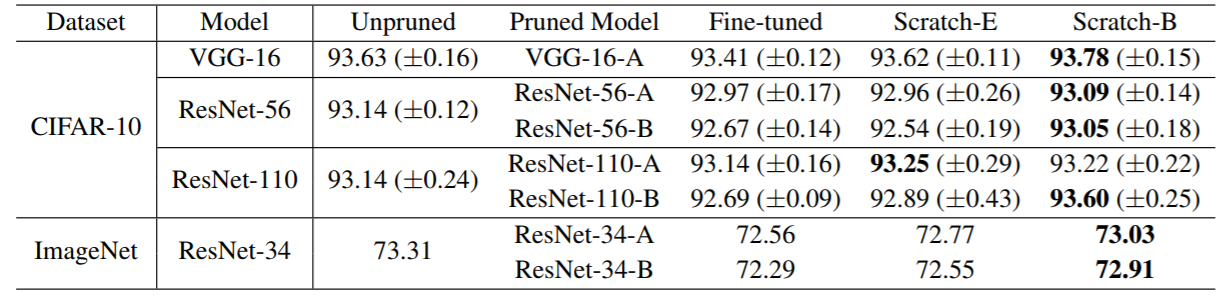 Dataset Model Unpruned Pruned Model Fine-tuned Scratch-E Scratch-B
VGG-16 93.63 (±0.16) VGG-16-A 93.41 (±0.12) 93.62 (±0.11) 93.78 (±0.15)
CIFAR-10 ResNet-56 93.14 (±0.12) ResNet-56-A 92.97 (±0.17) 92.96 (±0.26) 93.09 (±0.14)
ResNet-56-B 92.67 (±0.14) 92.54 (±0.19) 93.05 (±0.18)
ResNet-110 93.14 (±0.24) ResNet-110-A 93.14 (±0.16) 93.25 (±0.29) 93.22 (±0.22)
ResNet-110-B 92.69 (±0.09) 92.89 (±0.43) 93.60 (±0.25)
ImageNet ResNet-34 73.31 ResNet-34-A 72.56 72.77 73.03
ResNet-34-B 72.29 72.55 72.91